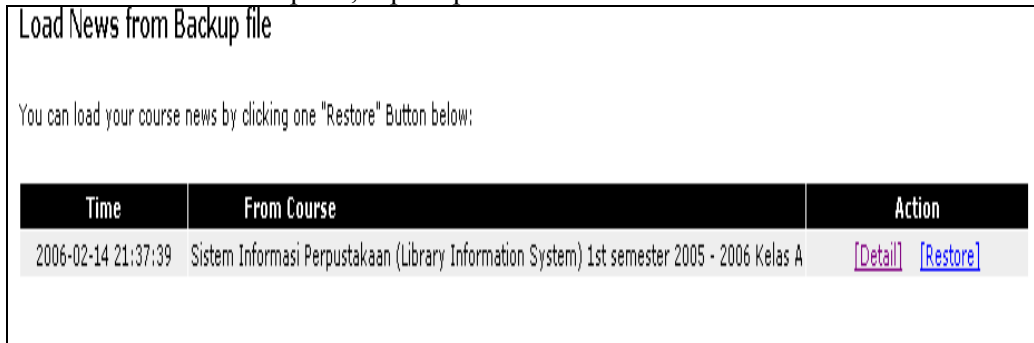 Load News from Backup file
You can load your course news by clicking one "Restore" Button below:
Time From Course Action
2006-02-14 21:37:39 Sistem Informasi Perpustakaan (Library Information System) 1st semester 2005 - 2006 Kelas A [Detail] [Restore]